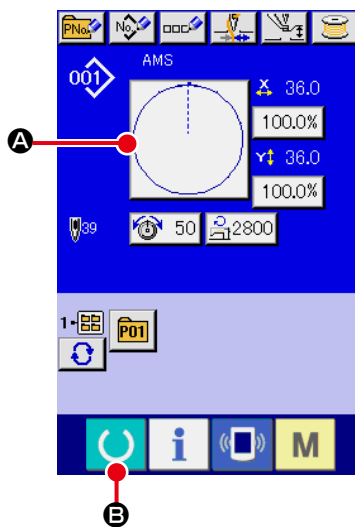 PNo. No.
AMS
001
X 36.0
A
100.0%
Y 36.0
100.0%
39 50 2800
1
P01
i M
B